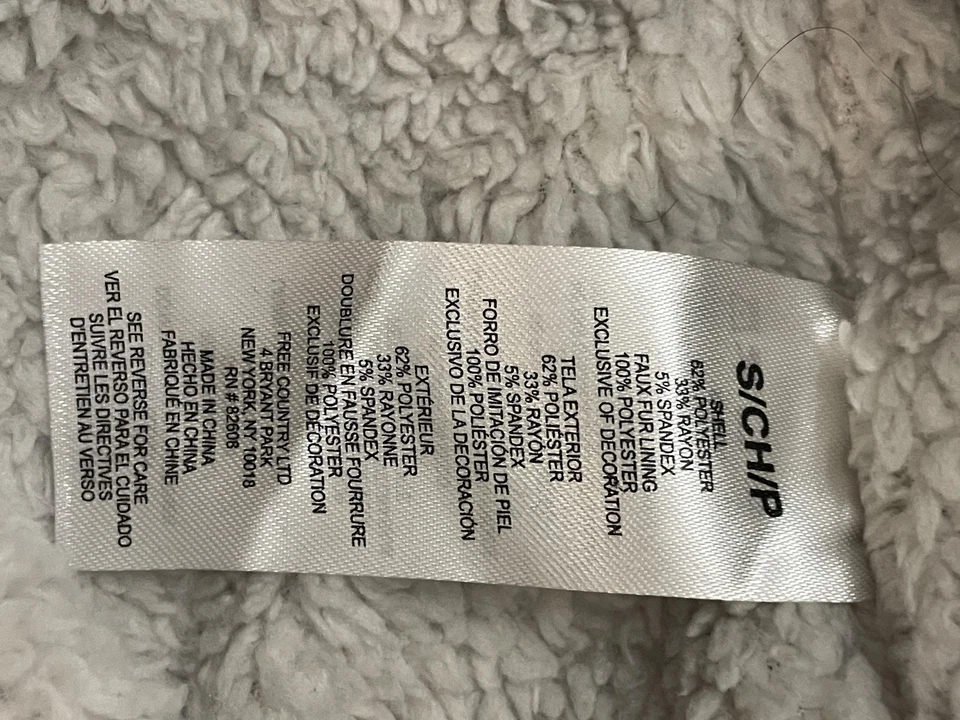 S/CH/P
SHELL
62% POLYESTER
33% RAYON
5% SPANDEX
FAUX FUR LINING
100% POLYESTER
EXCLUSIVE OF DECORATION
TELA EXTERIOR
62% POLIÉSTER
33% RAYÓN
5% SPANDEX
FORRO DE IMITACIÓN DE PIEL
100% POLIÉSTER
EXCLUSIVO DE LA DECORACIÓN
EXTÉRIEUR
62% POLYESTER
33% RAYONNE
5% SPANDEX
DOUBLURE EN FAUSSE FOURRURE
100% POLYESTER
EXCLUSIF DE DÉCORATION
FREE COUNTRY LTD
4 BRYANT PARK
NEW YORK, NY 10018
RN # 82608
MADE IN CHINA
HECHO EN CHINA
FABRIQUÉ EN CHINE
SEE REVERSE FOR CARE
VER EL REVERSO PARA EL CUIDADO
SUIVRE LES DIRECTIVES
D'ENTRETIEN AU VERSO